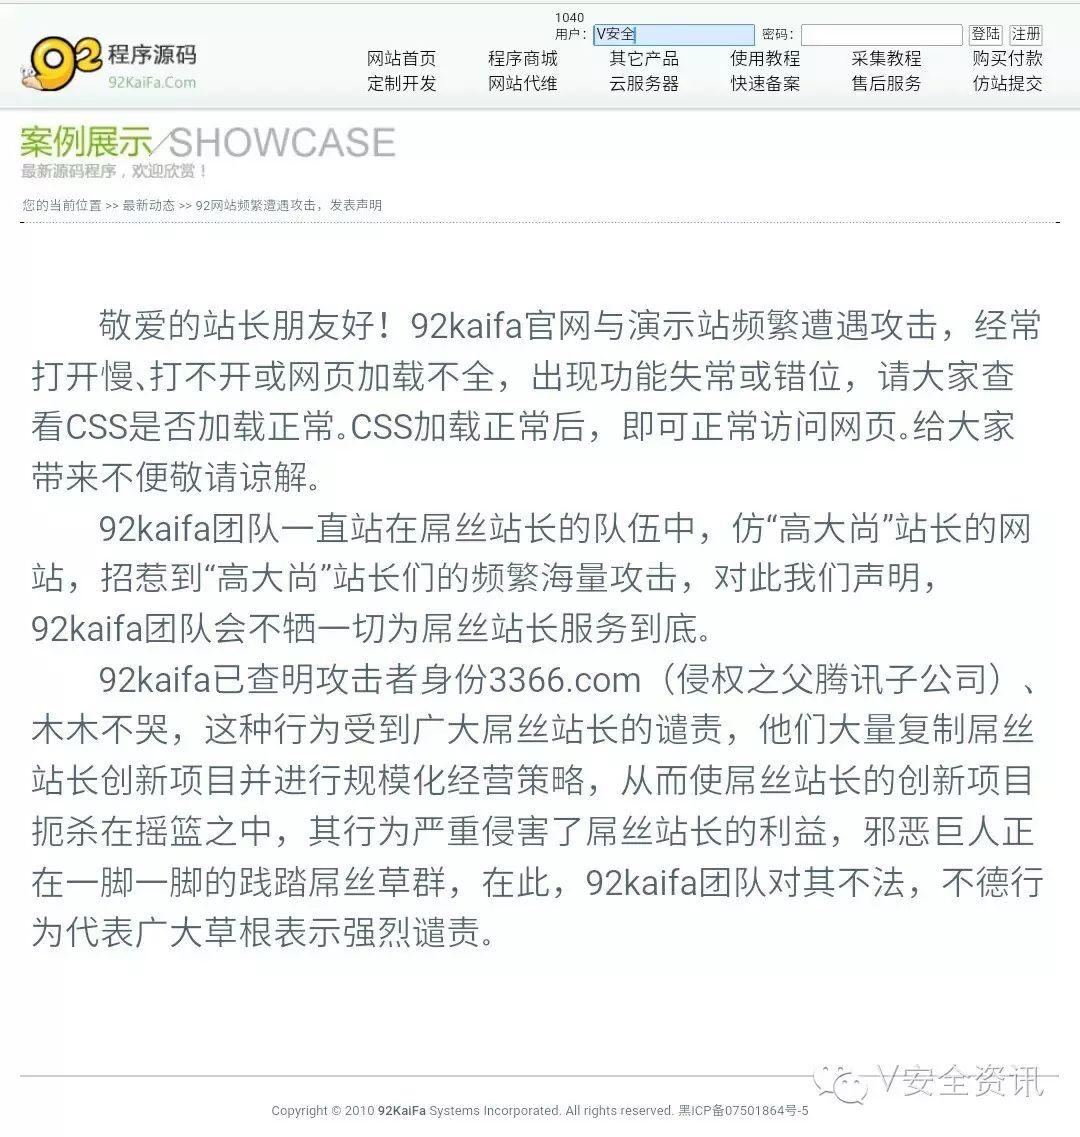 1040
用户： V安全 密码： 登陆 注册
程序源码
92KaiFa.Com
网站首页 程序商城 其它产品 使用教程 采集教程 购买付款
定制开发 网站代维 云服务器 快速备案 售后服务 仿站提交
案例展示/SHOWCASE
最新源码程序，欢迎欣赏！
您的当前位置 >> 最新动态 >> 92网站频繁遭遇攻击，发表声明
敬爱的站长朋友好！92kaifa官网与演示站频繁遭遇攻击，经常
打开慢、打不开或网页加载不全，出现功能失常或错位，请大家查
看CSS是否加载正常。CSS加载正常后，即可正常访问网页。给大家
带来不便敬请谅解。
92kaifa团队一直站在屌丝站长的队伍中，仿“高大尚”站长的网
站，招惹到“高大尚”站长们的频繁海量攻击，对此我们声明，
92kaifa团队会不牺一切为屌丝站长服务到底。
92kaifa已查明攻击者身份3366.com（侵权之父腾讯子公司）、
木木不哭，这种行为受到广大屌丝站长的谴责，他们大量复制屌丝
站长创新项目并进行规模化经营策略，从而使屌丝站长的创新项目
扼杀在摇篮之中，其行为严重侵害了屌丝站长的利益，邪恶巨人正
在一脚一脚的践踏屌丝草群，在此，92kaifa团队对其不法，不德行
为代表广大草根表示强烈谴责。
V安全资讯
Copyright © 2010 92KaiFa Systems Incorporated. All rights reserved. 黑ICP备07501864号-5